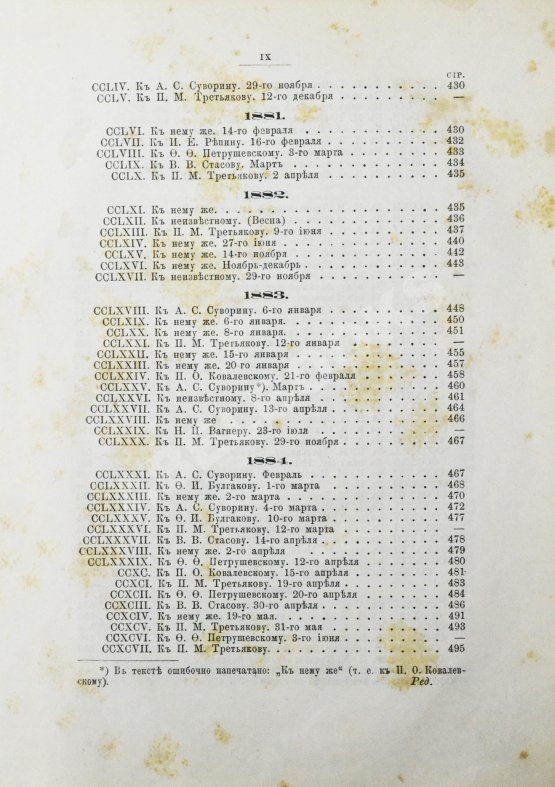 IX
СТР.
CCLIV. Къ А. С. Суворину. 29-го ноября . . . . . . . . . . . . . 430
CCLV. Къ П. М. Третьякову. 12-го декабря . . . . . . . . . . —
1881.
CCLVI. Къ нему же. 14-го февраля . . . . . . . . . . . . . . 430
CCLVII. Къ И. Е. Рѣпину. 16-го февраля . . . . . . . . . . . . 432
CCLVIII. Къ Ѳ. Ѳ. Петрушевскому. 3-го марта . . . . . . . . . . 433
CCLIX. Къ В. В. Стасову. Мартъ . . . . . . . . . . . . . . . 434
CCLX. Къ П. М. Третьякову. 2 апрѣля . . . . . . . . . . . . 435
1882.
CCLXI. Къ нему же. . . . . . . . . . . . . . . . . . . . . . 435
CCLXII. Къ неизвѣстному. (Весна) . . . . . . . . . . . . . . . 436
CCLXIII. Къ П. М. Третьякову. 9-го іюня . . . . . . . . . . . . 437
CCLXIV. Къ нему же. 27-го іюня . . . . . . . . . . . . . . . . 440
CCLXV. Къ нему же. 14-го ноября . . . . . . . . . . . . . . . 442
CCLXVI. Къ нему же. Ноябрь-декабрь . . . . . . . . . . . . . . 443
CCLXVII. Къ неизвѣстному. 29-го ноября . . . . . . . . . . . . . —
1883.
CCLXVIII. Къ А. С. Суворину. 6-го января . . . . . . . . . . . . 448
CCLXIX. Къ нему же. 6-го января. . . . . . . . . . . . . . . . 450
CCLXX. Къ нему же. 8-го января. . . . . . . . . . . . . . . . 451
CCLXXI. Къ П. М. Третьякову. 12-го января . . . . . . . . . . —
CCLXXII. Къ нему же. 15-го января . . . . . . . . . . . . . . . 455
CCLXXIII. Къ нему же. 20-го января . . . . . . . . . . . . . . . 457
CCLXXIV. Къ П. О. Ковалевскому. 21-го февраля . . . . . . . . . 458
CCLXXV. Къ А. С. Суворину*). Мартъ . . . . . . . . . . . . . . 460
CCLXXVI. Къ неизвѣстному. 8-го апрѣля . . . . . . . . . . . . . 461
CCLXXVII. Къ А. С. Суворину. 13-го апрѣля . . . . . . . . . . . . 464
CCLXXVIII. Къ нему же . . . . . . . . . . . . . . . . . . . . . . 466
CCLXXIX. Къ Н. П. Вагнеру. 23-го іюля . . . . . . . . . . . . . —
CCLXXX. Къ П. М. Третьякову. 29-го ноября . . . . . . . . . . . 467
1884.
CCLXXXI. Къ А. С. Суворину. Февраль . . . . . . . . . . . . . . 467
CCLXXXII. Къ Ѳ. И. Булгакову. 1-го марта . . . . . . . . . . . . 468
CCLXXXIII. Къ нему же. 2-го марта . . . . . . . . . . . . . . . . 470
CCLXXXIV. Къ А. С. Суворину. 4-го марта . . . . . . . . . . . . . 472
CCLXXXV. Къ Ѳ. И. Булгакову. 10-го марта . . . . . . . . . . . . 477
CCLXXXVI. Къ П. М. Третьякову. 12-го марта . . . . . . . . . . . —
CCLXXXVII. Къ В. В. Стасову. 14-го апрѣля . . . . . . . . . . . . . 478
CCLXXXVIII. Къ нему же. 2-го апрѣля . . . . . . . . . . . . . . . 479
CCLXXXIX. Къ Ѳ. Ѳ. Петрушевскому. 12-го апрѣля . . . . . . . . . 480
CCXC. Къ П. О. Ковалевскому. 15-го апрѣля . . . . . . . . . . 481
CCXCI. Къ П. М. Третьякову. 19-го апрѣля . . . . . . . . . . . 483
CCXCII. Къ Ѳ. Ѳ. Петрушевскому. 20-го апрѣля . . . . . . . . . 484
CCXCIII. Къ В. В. Стасову. 30-го апрѣля . . . . . . . . . . . . . 486
CCXCIV. Къ нему же. 19-го мая. . . . . . . . . . . . . . . . . 491
CCXCV. Къ П. М. Третьякову. 31-го мая . . . . . . . . . . . . 493
CCXCVI. Къ Ѳ. Ѳ. Петрушевскому. 3-го іюня . . . . . . . . . . . —
CCXCVII. Къ П. М. Третьякову. . . . . . . . . . . . . . . . . . 495
*) Въ текстѣ ошибочно напечатано: „Къ нему же“ (т. е. къ П. О. Ковалев-
скому). Ред.